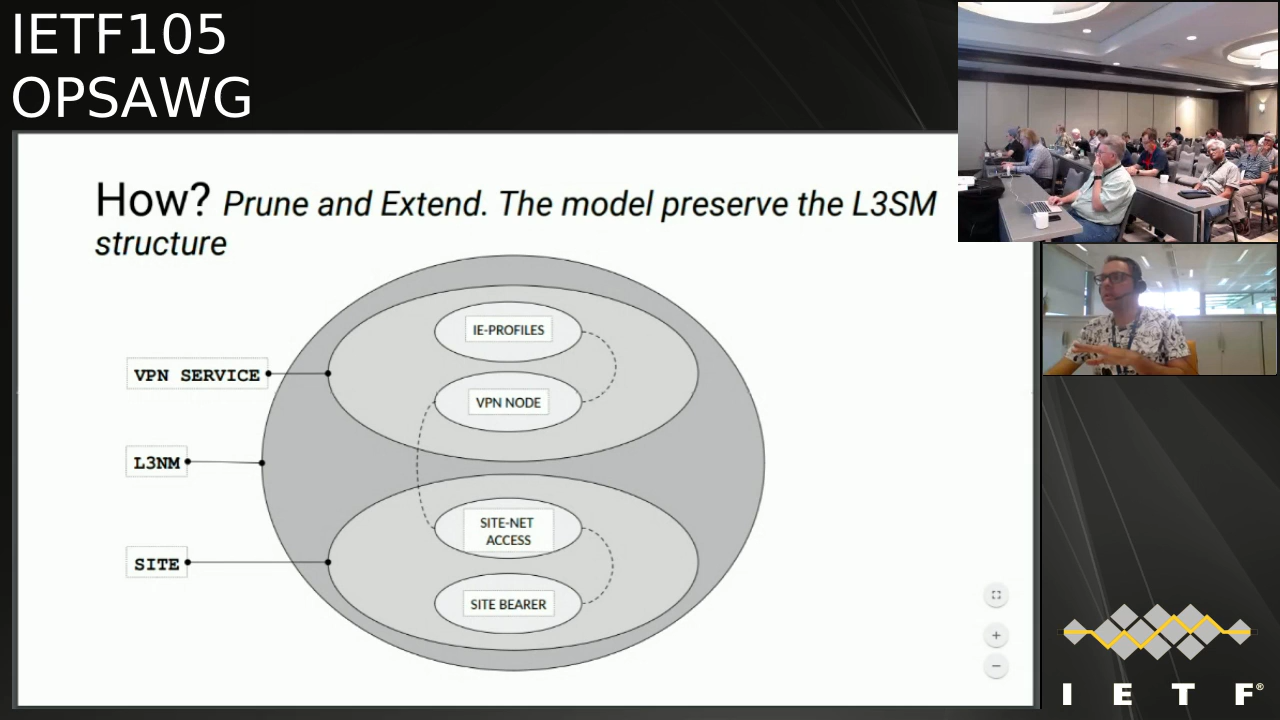 IETF105
OPSAWG
How? Prune and Extend. The model preserve the L3SM
structure
IE-PROFILES
VPN SERVICE
VPN NODE
L3NM
SITE-NET
ACCESS
SITE
SITE BEARER
I E T F®